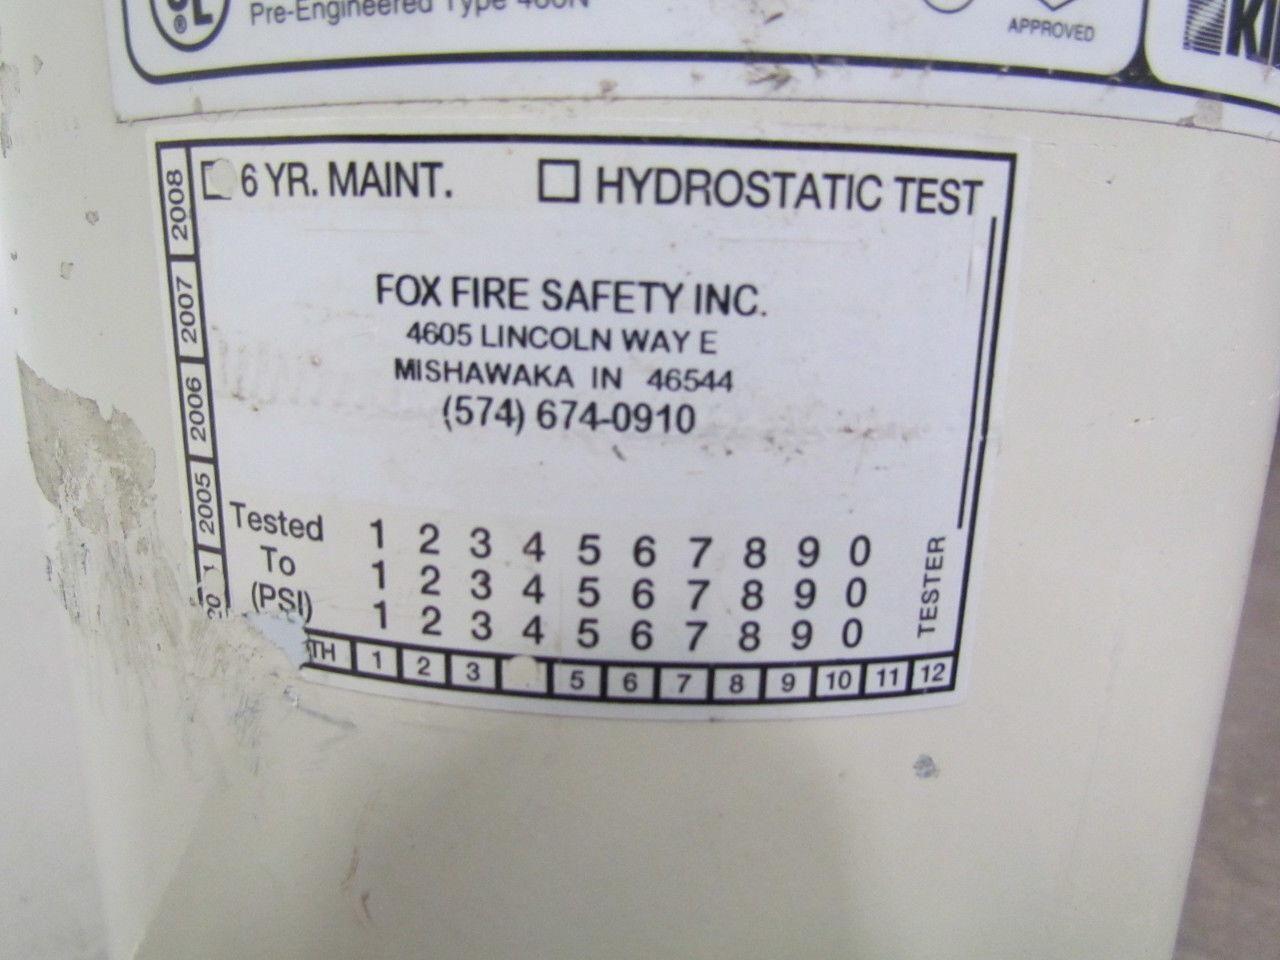 UL
Pre-Engineered Type
APPROVED
6 YR. MAINT. HYDROSTATIC TEST
FOX FIRE SAFETY INC.
4605 LINCOLN WAY E
MISHAWAKA IN 46544
(574) 674-0910
2008
2007
2006
2005
Tested To (PSI)
1 2 3 4 5 6 7 8 9 0
1 2 3 4 5 6 7 8 9 0
1 2 3 4 5 6 7 8 9 0
TESTER
TH 1 2 3 5 6 7 8 9 10 11 12